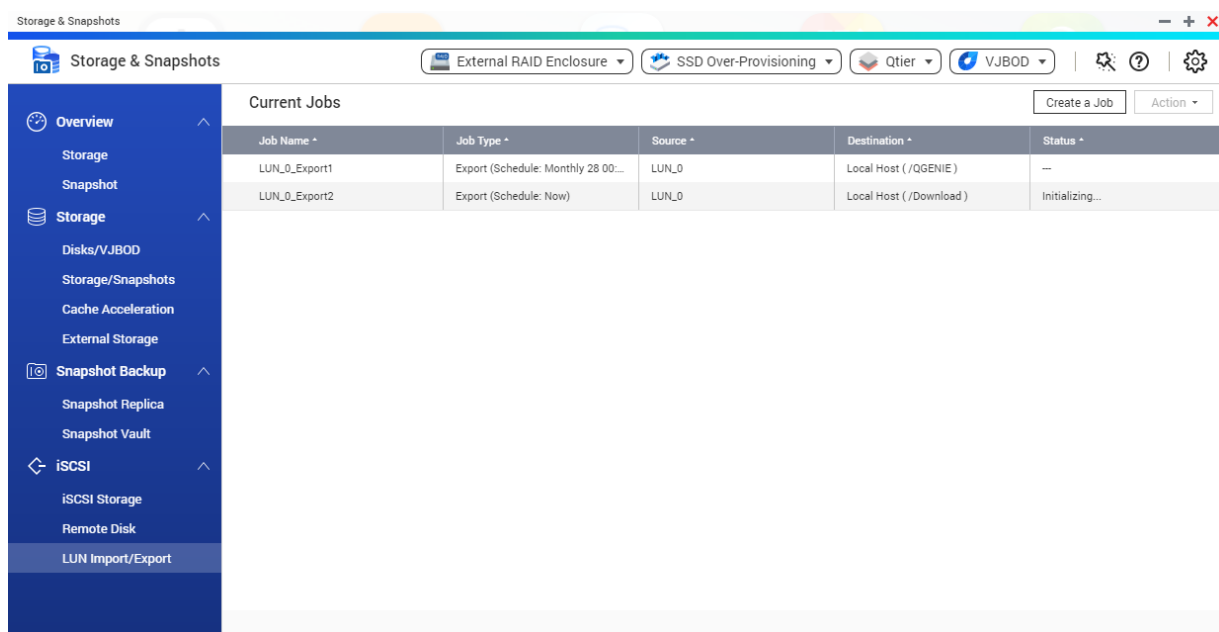 Storage & Snapshots
Storage & Snapshots
External RAID Enclosure
SSD Over-Provisioning
Qtier
VJBOD
Overview
Storage
Snapshot
Storage
Disks/VJBOD
Storage/Snapshots
Cache Acceleration
External Storage
Snapshot Backup
Snapshot Replica
Snapshot Vault
iSCSI
iSCSI Storage
Remote Disk
LUN Import/Export
Current Jobs
Create a Job
Action
Job Name Job Type Source Destination Status
LUN_0_Export1 Export (Schedule: Monthly 28 00:... LUN_0 Local Host ( /QGENIE ) ---
LUN_0_Export2 Export (Schedule: Now) LUN_0 Local Host ( /Download ) Initializing...